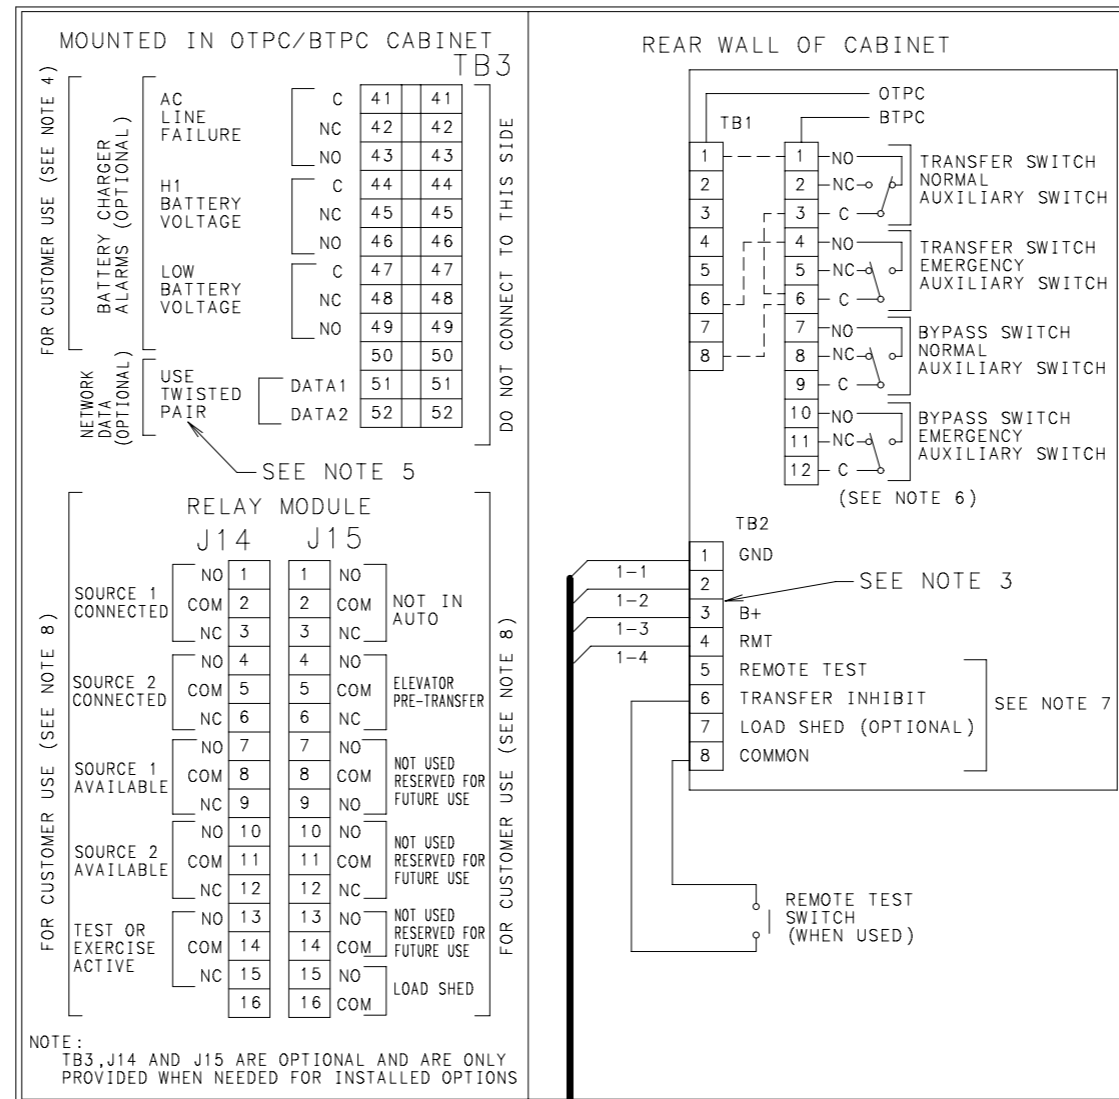 MOUNTED IN OTPC/BTPC CABINET
TB3
FOR CUSTOMER USE (SEE NOTE 4)
BATTERY CHARGER
ALARMS (OPTIONAL)
AC
LINE
FAILURE
C 41 41
NC 42 42
NO 43 43
H1
BATTERY
VOLTAGE
C 44 44
NC 45 45
NO 46 46
LOW
BATTERY
VOLTAGE
C 47 47
NC 48 48
NO 49 49
50 50
NETWORK
DATA
(OPTIONAL)
USE
TWISTED
PAIR
DATA1 51 51
DATA2 52 52
DO NOT CONNECT TO THIS SIDE
SEE NOTE 5
RELAY MODULE
J14 J15
FOR CUSTOMER USE (SEE NOTE 8)
SOURCE 1
CONNECTED
NO 1
COM 2
NC 3
SOURCE 2
CONNECTED
NO 4
COM 5
NC 6
SOURCE 1
AVAILABLE
NO 7
COM 8
NC 9
SOURCE 2
AVAILABLE
NO 10
COM 11
NC 12
TEST OR
EXERCISE
ACTIVE
NO 13
COM 14
NC 15
16
1 NO
2 COM
3 NC
NOT IN
AUTO
4 NO
5 COM
6 NC
ELEVATOR
PRE-TRANSFER
7 NO
8 COM
9 NO
NOT USED
RESERVED FOR
FUTURE USE
10 NO
11 COM
12 NC
NOT USED
RESERVED FOR
FUTURE USE
13 NO
14 COM
NOT USED
RESERVED FOR
FUTURE USE
15 NO
16 COM
LOAD SHED
FOR CUSTOMER USE (SEE NOTE 8)
NOTE:
TB3,J14 AND J15 ARE OPTIONAL AND ARE ONLY
PROVIDED WHEN NEEDED FOR INSTALLED OPTIONS
REAR WALL OF CABINET
OTPC
BTPC
TB1
1
2
3
4
5
6
7
8
1 NO
2 NC
3 C
TRANSFER SWITCH
NORMAL
AUXILIARY SWITCH
4 NO
5 NC
6 C
TRANSFER SWITCH
EMERGENCY
AUXILIARY SWITCH
7 NO
8 NC
9 C
BYPASS SWITCH
NORMAL
AUXILIARY SWITCH
10 NO
11 NC
12 C
BYPASS SWITCH
EMERGENCY
AUXILIARY SWITCH
(SEE NOTE 6)
TB2
1-1
1-2
1-3
1-4
1 GND
2
SEE NOTE 3
3 B+
4 RMT
5 REMOTE TEST
6 TRANSFER INHIBIT
7 LOAD SHED (OPTIONAL)
8 COMMON
SEE NOTE 7
REMOTE TEST
SWITCH
(WHEN USED)